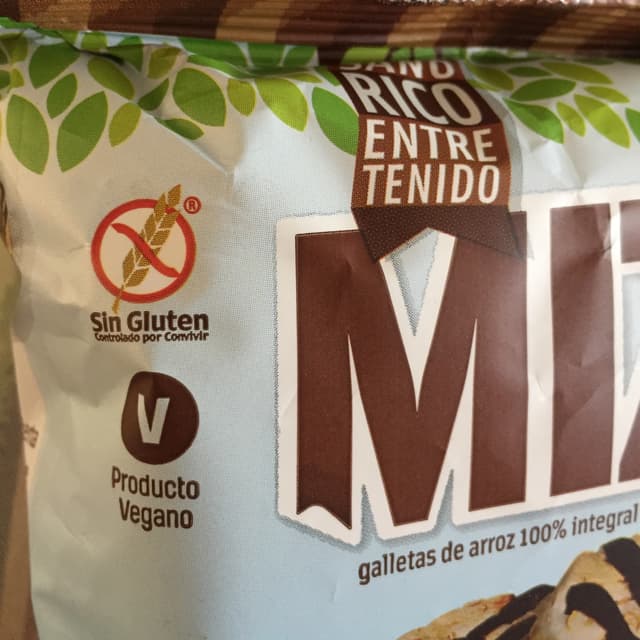 RICO
ENTRE
TENIDO
®
Sin Gluten
Controlado por Convivir
V
Producto
Vegano
galletas de arroz 100% integral